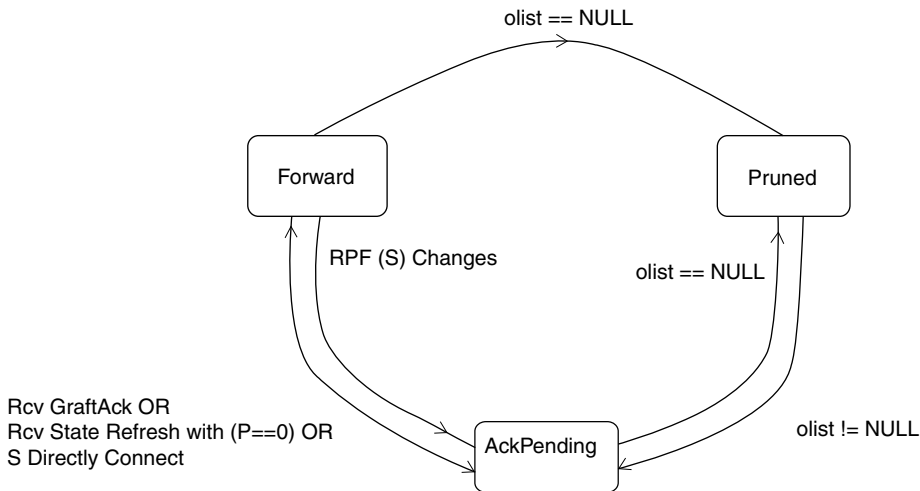 olist == NULL
Forward
Pruned
RPF (S) Changes
olist == NULL
Rcv GraftAck OR
Rcv State Refresh with (P==0) OR
S Directly Connect
AckPending
olist != NULL